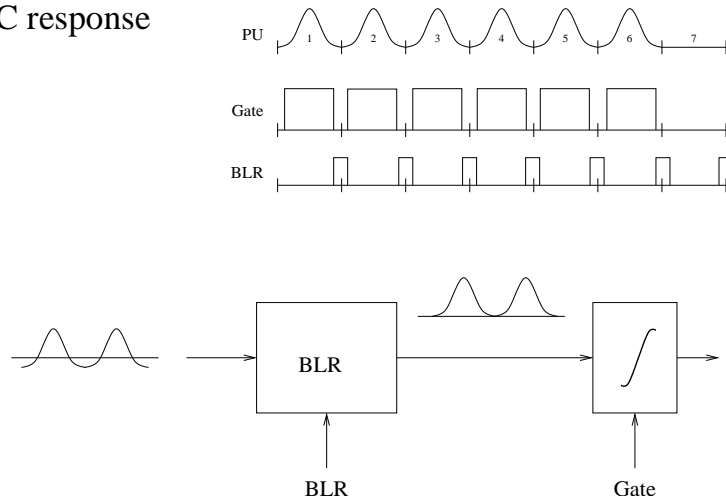 C response
PU 1 2 3 4 5 6 7
Gate
BLR
BLR
BLR Gate